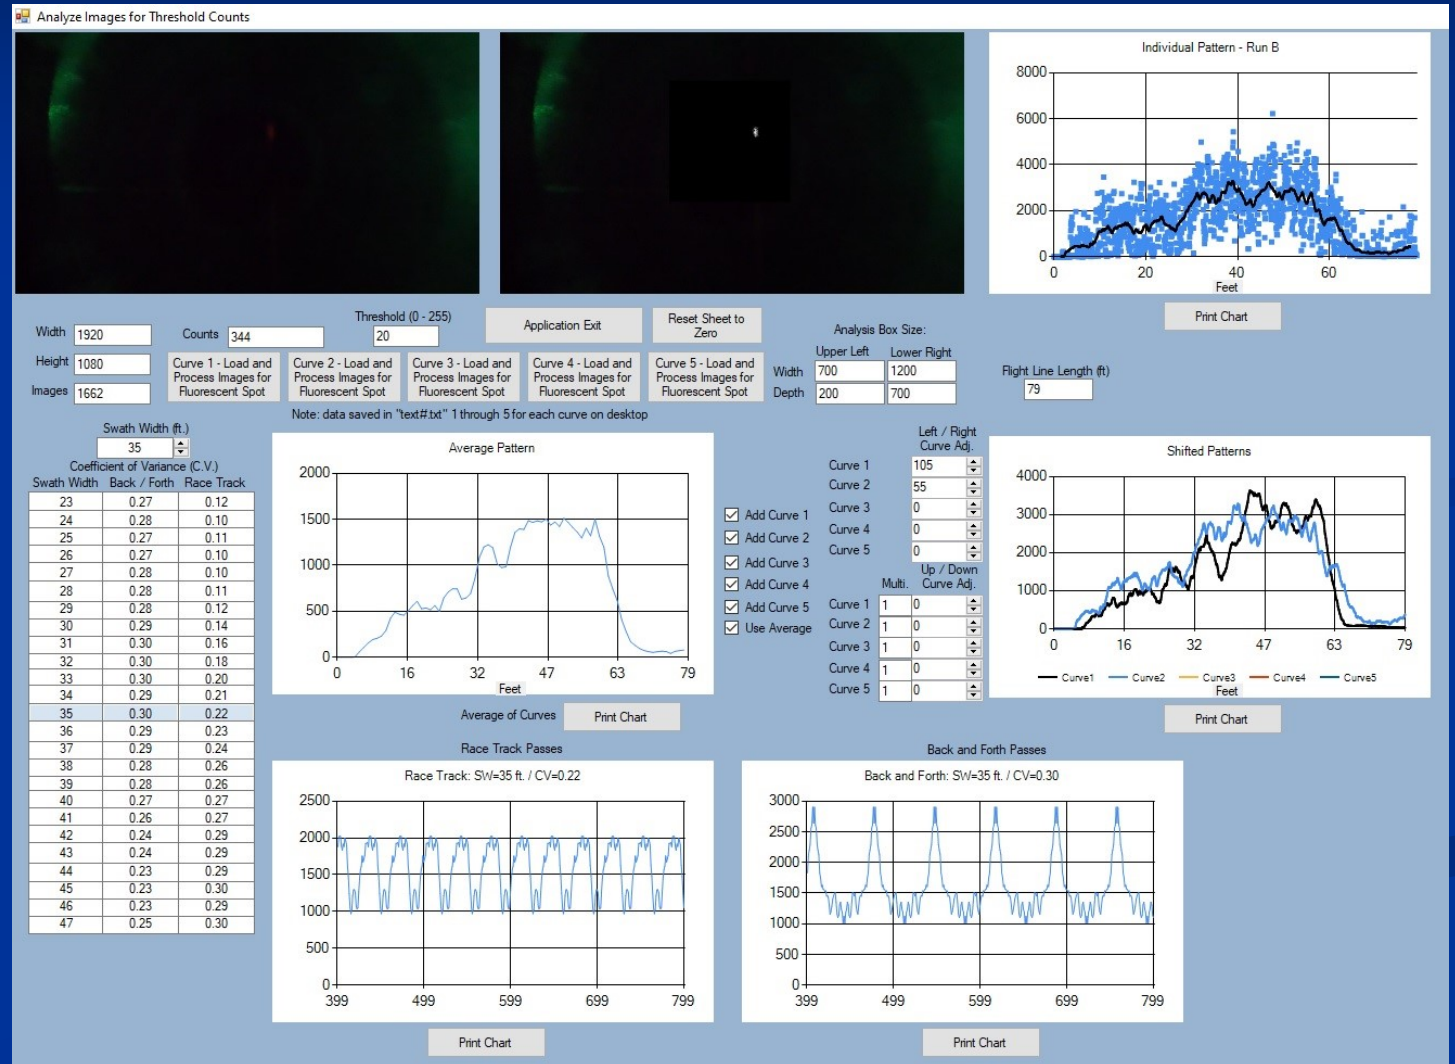 Analyze Images for Threshold Counts
Individual Pattern - Run B
8000
6000
4000
2000
0
0 20 40 60
Feet
Print Chart
Width 1920
Height 1080
Images 1662
Counts 344
Threshold (0 - 255)
20
Application Exit
Reset Sheet to
Zero
Curve 1 - Load and
Process Images for
Fluorescent Spot
Curve 2 - Load and
Process Images for
Fluorescent Spot
Curve 3 - Load and
Process Images for
Fluorescent Spot
Curve 4 - Load and
Process Images for
Fluorescent Spot
Curve 5 - Load and
Process Images for
Fluorescent Spot
Note: data saved in "text#.txt" 1 through 5 for each curve on desktop
Analysis Box Size:
Upper Left Lower Right
Width 700 1200
Depth 200 700
Flight Line Length (ft)
79
Swath Width (ft.)
35
Coefficient of Variance (C.V.)
Swath Width Back / Forth Race Track
23 0.27 0.12
24 0.28 0.10
25 0.27 0.11
26 0.27 0.10
27 0.28 0.10
28 0.28 0.11
29 0.28 0.12
30 0.29 0.14
31 0.30 0.16
32 0.30 0.18
33 0.30 0.20
34 0.29 0.21
35 0.30 0.22
36 0.29 0.23
37 0.29 0.24
38 0.28 0.26
39 0.28 0.26
40 0.27 0.27
41 0.26 0.27
42 0.24 0.29
43 0.24 0.29
44 0.23 0.29
45 0.23 0.30
46 0.23 0.29
47 0.25 0.30
Average Pattern
2000
1500
1000
500
0
0 16 32 47 63 79
Feet
Average of Curves
Print Chart
Add Curve 1
Add Curve 2
Add Curve 3
Add Curve 4
Add Curve 5
Use Average
Left / Right
Curve Adj.
Curve 1 105
Curve 2 55
Curve 3 0
Curve 4 0
Curve 5 0
Up / Down
Multi. Curve Adj.
Curve 1 1 0
Curve 2 1 0
Curve 3 1 0
Curve 4 1 0
Curve 5 1 0
Shifted Patterns
4000
3000
2000
1000
0
0 16 32 47 63 79
Curve1 Curve2 Curve3 Curve4 Curve5
Feet
Print Chart
Race Track Passes
Race Track: SW=35 ft. / CV=0.22
2500
2000
1500
1000
500
0
399 499 599 699 799
Print Chart
Back and Forth Passes
Back and Forth: SW=35 ft. / CV=0.30
3000
2500
2000
1500
1000
500
0
399 499 599 699 799
Print Chart